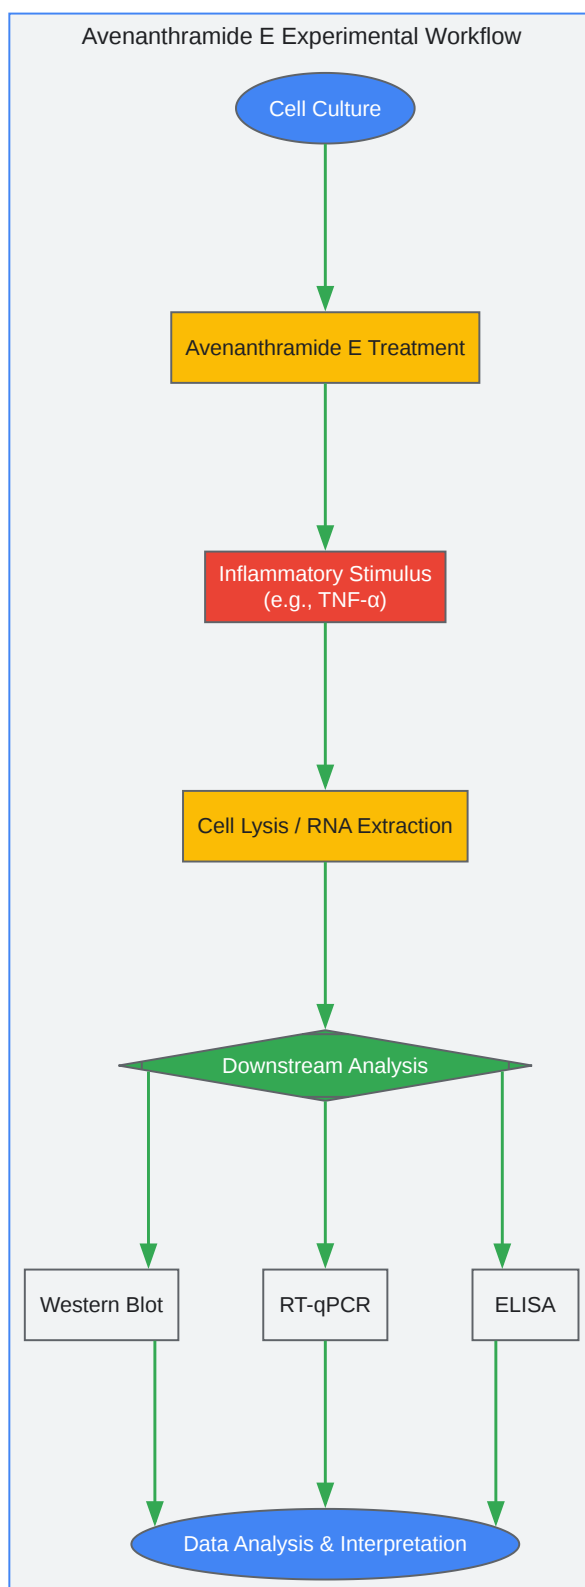 Avenanthramide E Experimental Workflow
Cell Culture
Avenanthramide E Treatment
Inflammatory Stimulus
(e.g., TNF-α)
Cell Lysis / RNA Extraction
Downstream Analysis
Western Blot
RT-qPCR
ELISA
Data Analysis & Interpretation